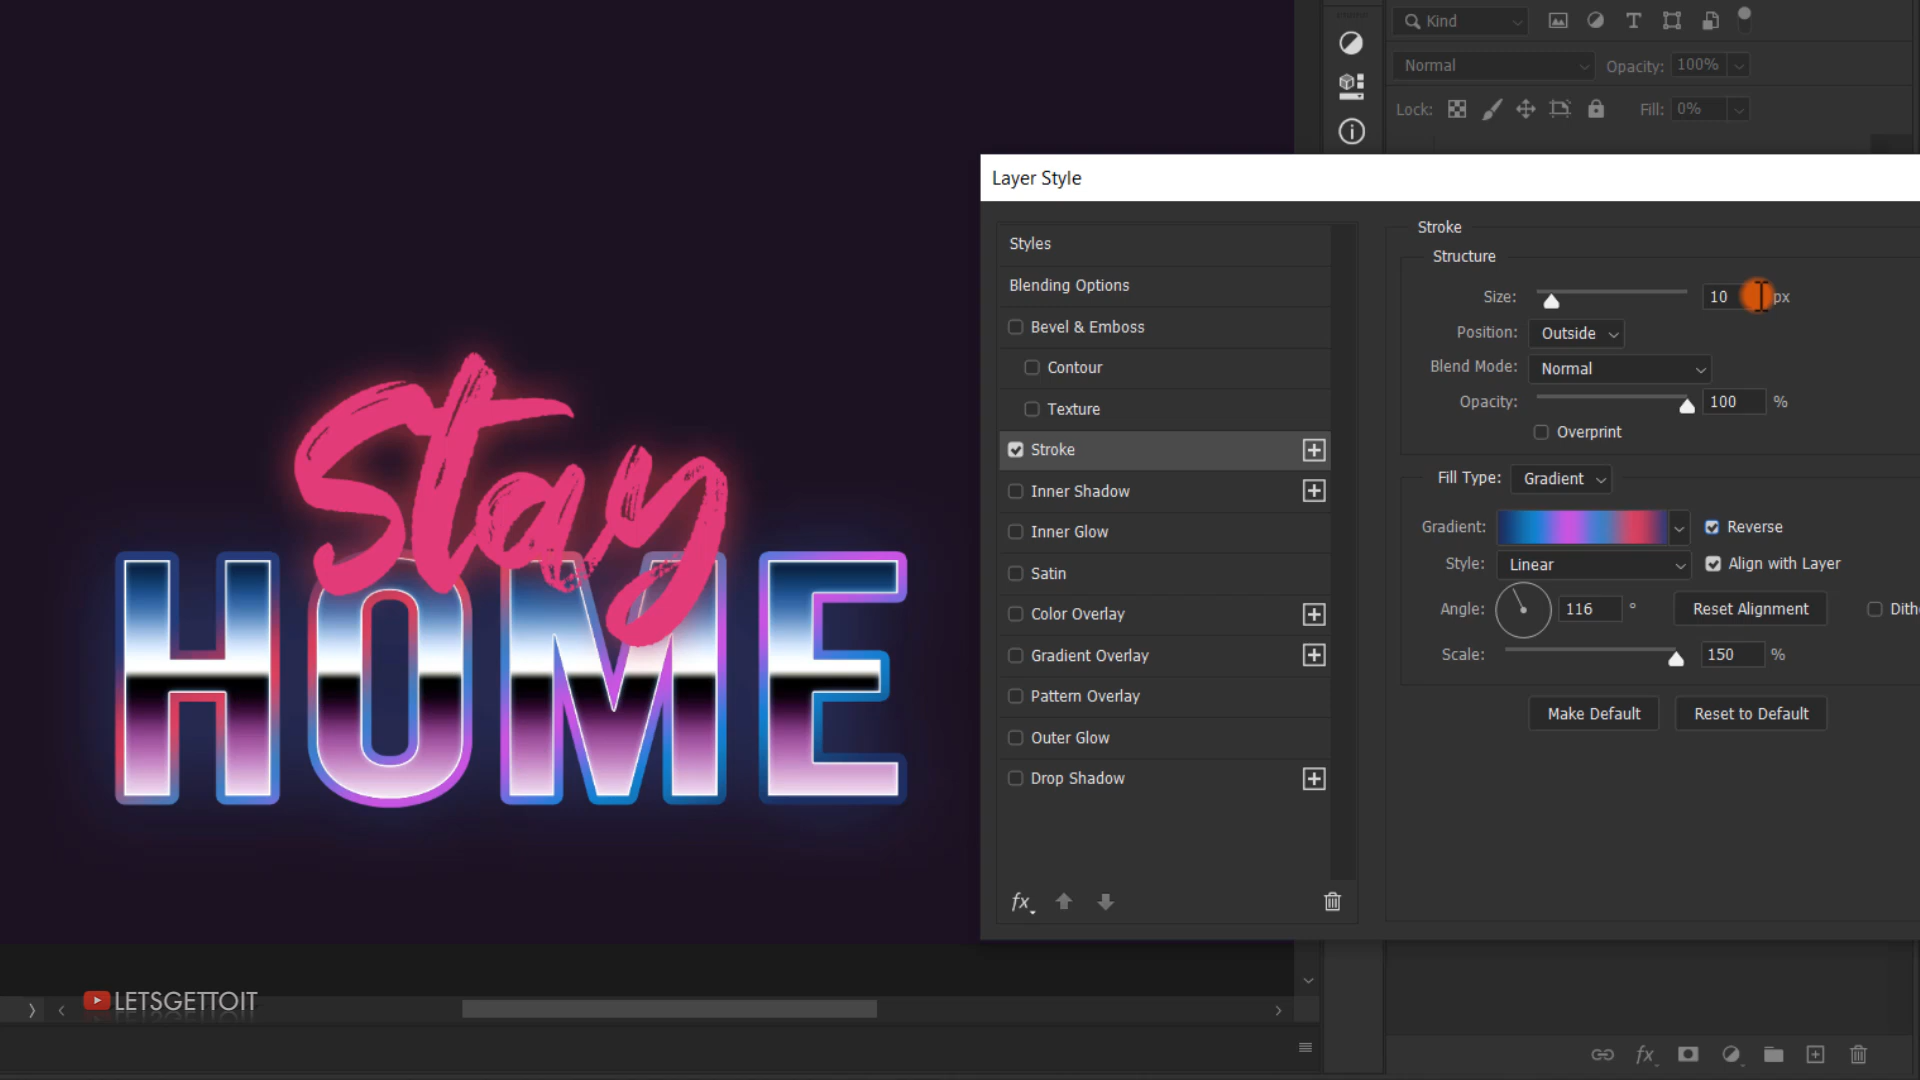 Kind
Normal
Opacity: 100%
Lock:
Fill: 0%
Layer Style
Styles
Blending Options
Bevel & Emboss
Contour
Texture
Stroke
Inner Shadow
Inner Glow
Satin
Color Overlay
Gradient Overlay
Pattern Overlay
Outer Glow
Drop Shadow
fx
Stroke
Structure
Size: 10 px
Position: Outside
Blend Mode: Normal
Opacity: 100 %
Overprint
Fill Type: Gradient
Gradient: Reverse
Style: Linear Align with Layer
Angle: 116 ° Reset Alignment
Scale: 150 %
Make Default Reset to Default
Stay
HOME
LETSGETTOIT
fx